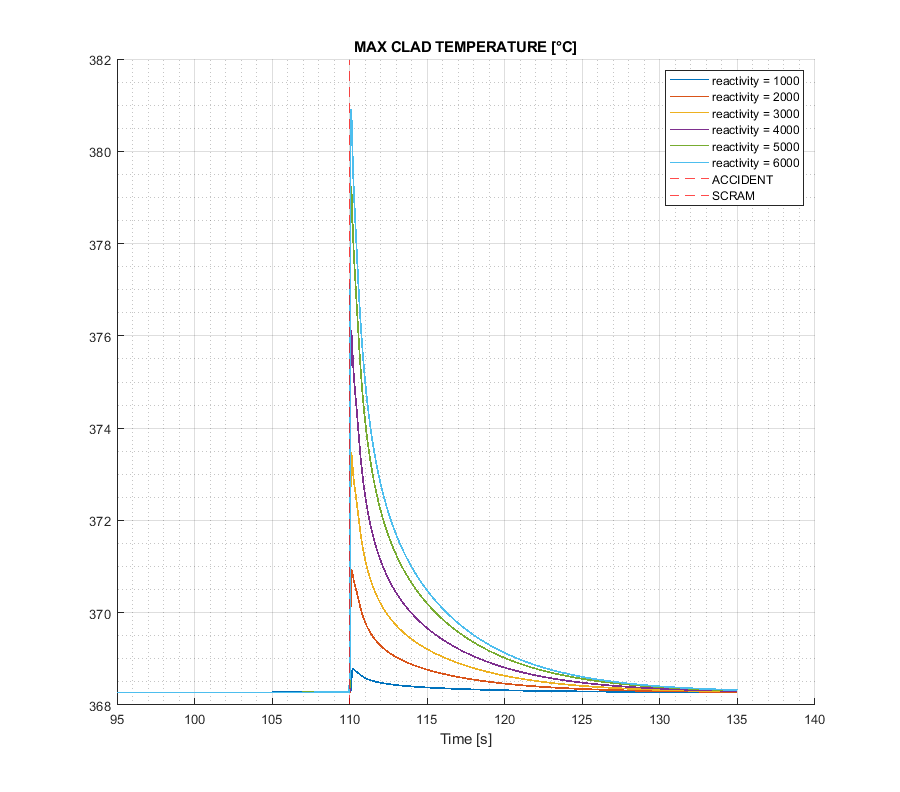 MAX CLAD TEMPERATURE [°C]
382
380
378
376
374
372
370
368
95
100
105
110
115
120
125
130
135
140
Time [s]
reactivity = 1000
reactivity = 2000
reactivity = 3000
reactivity = 4000
reactivity = 5000
reactivity = 6000
ACCIDENT
SCRAM